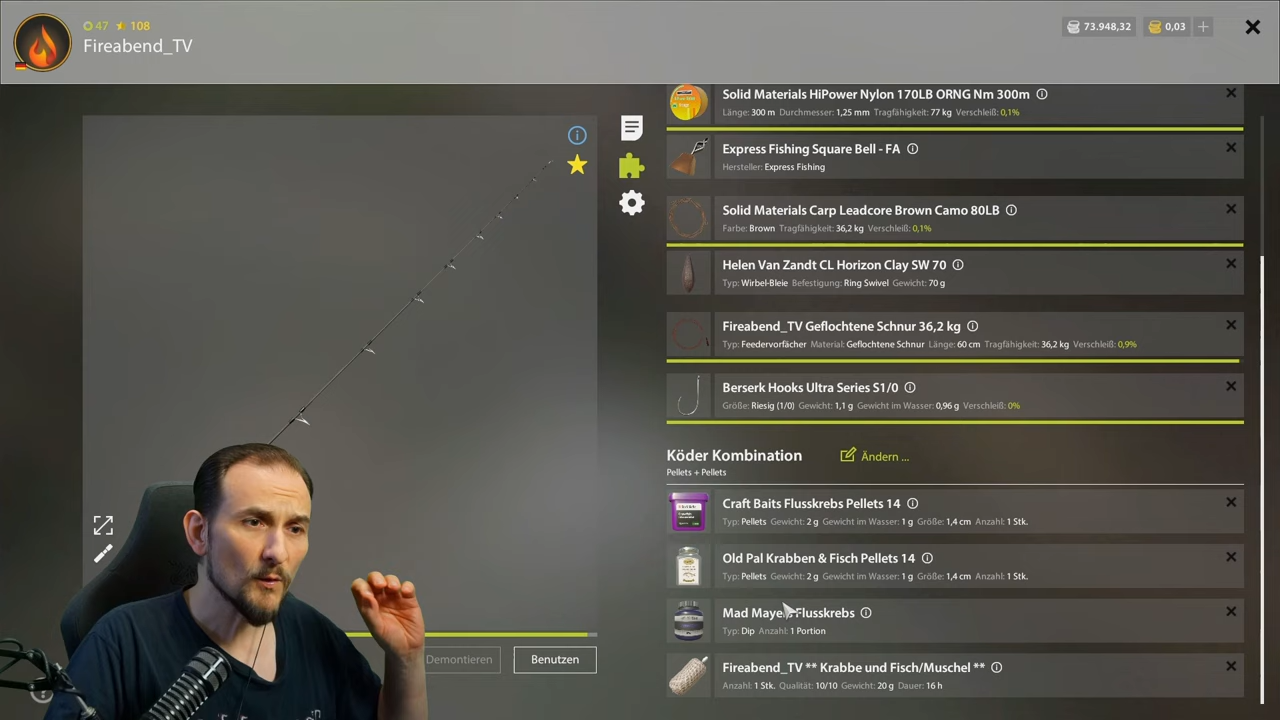 47 108
Fireabend_TV
73.948,32 0,03 +
Solid Materials HiPower Nylon 170LB ORNG Nm 300m
Länge: 300 m Durchmesser: 1,25 mm Tragfähigkeit: 77 kg Verschleiß: 0,1%
Express Fishing Square Bell - FA
Hersteller: Express Fishing
Solid Materials Carp Leadcore Brown Camo 80LB
Farbe: Brown Tragfähigkeit: 36,2 kg Verschleiß: 0,1%
Helen Van Zandt CL Horizon Clay SW 70
Typ: Wirbel-Bleie Befestigung: Ring Swivel Gewicht: 70 g
Fireabend_TV Geflochtene Schnur 36,2 kg
Typ: Feedervorfächer Material: Geflochtene Schnur Länge: 60 cm Tragfähigkeit: 36,2 kg Verschleiß: 0,9%
Berserk Hooks Ultra Series S1/0
Größe: Riesig (1/0) Gewicht: 1,1 g Gewicht im Wasser: 0,96 g Verschleiß: 0%
Köder Kombination Ändern ...
Pellets + Pellets
Craft Baits Flusskrebs Pellets 14
Typ: Pellets Gewicht: 2 g Gewicht im Wasser: 1 g Größe: 1,4 cm Anzahl: 1 Stk.
Old Pal Krabben & Fisch Pellets 14
Typ: Pellets Gewicht: 2 g Gewicht im Wasser: 1 g Größe: 1,4 cm Anzahl: 1 Stk.
Mad Mayer Flusskrebs
Typ: Dip Anzahl: 1 Portion
Fireabend_TV ** Krabbe und Fisch/Muschel **
Anzahl: 1 Stk. Qualität: 10/10 Gewicht: 20 g Dauer: 16 h
Demontieren Benutzen